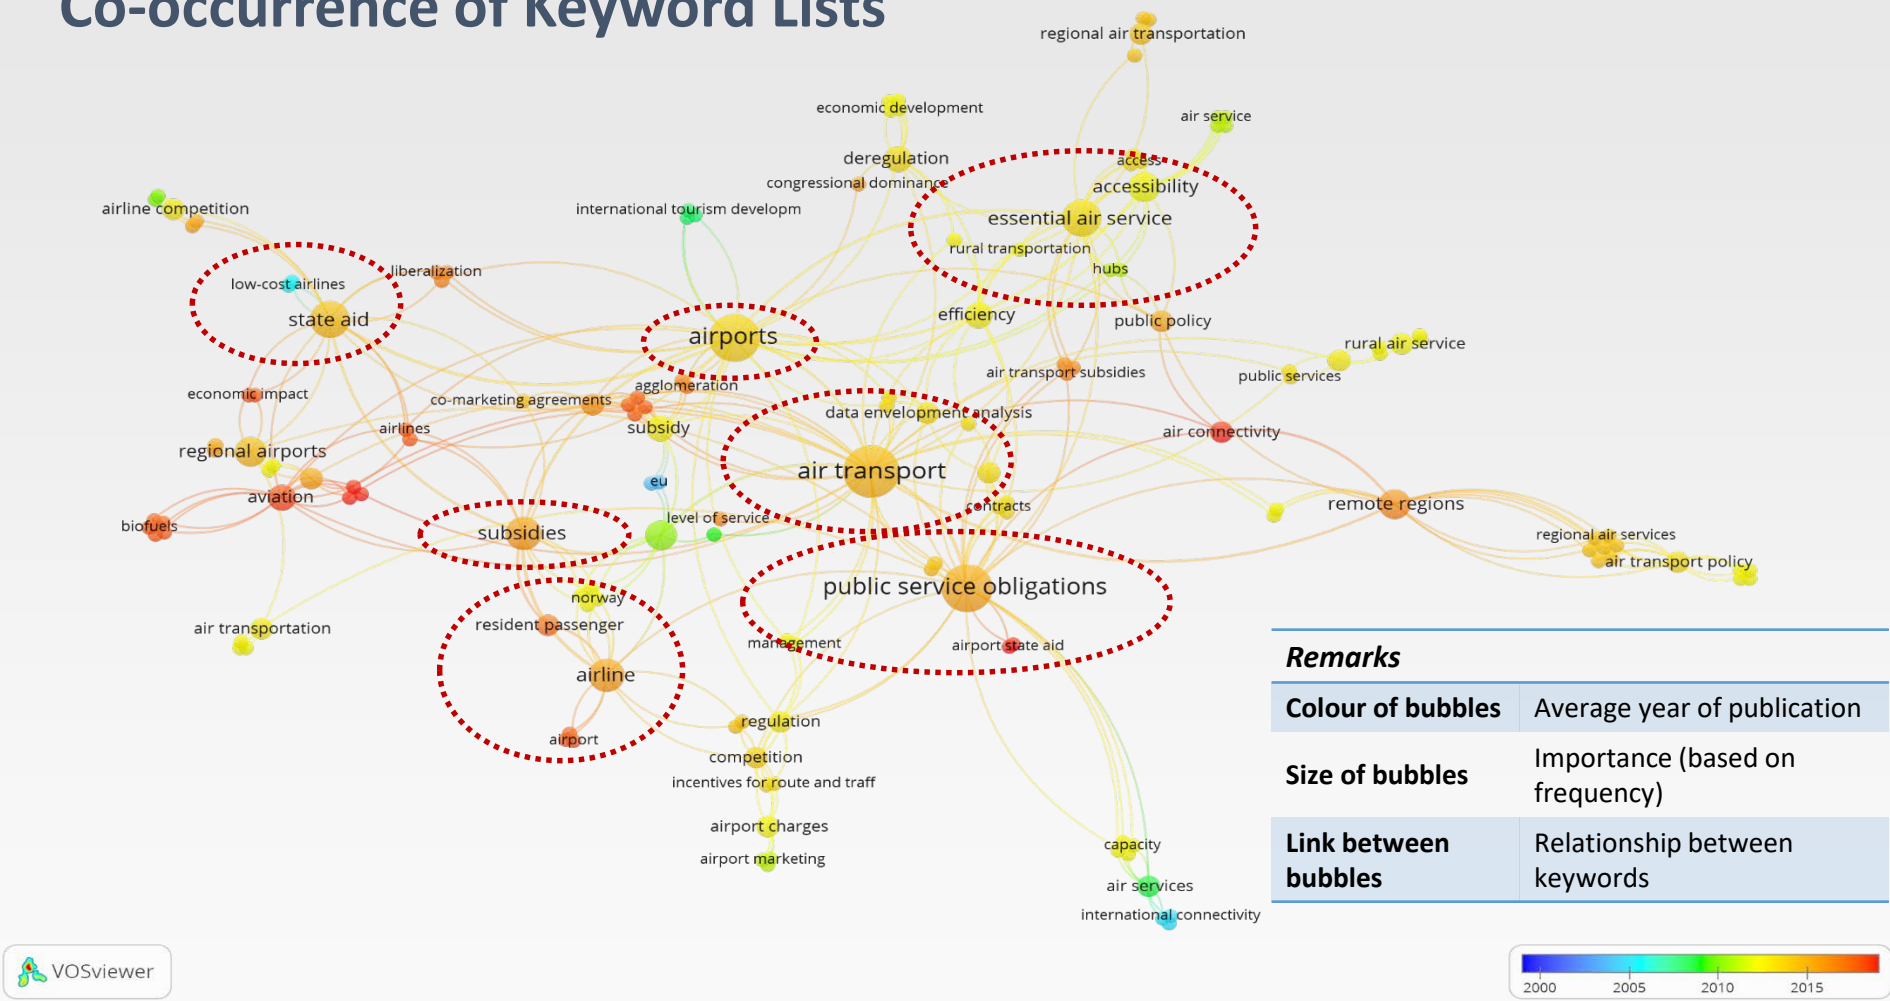 Co-occurrence of Keyword Lists
regional air transportation
economic development
air service
deregulation
access
congressional dominance
accessibility
airline competition
international tourism developm
essential air service
rural transportation
liberalization
hubs
low-cost airlines
state aid
efficiency
public policy
airports
rural air service
air transport subsidies
public services
agglomeration
economic impact
co-marketing agreements
data envelopment analysis
airlines
subsidy
air connectivity
regional airports
air transport
eu
aviation
remote regions
contracts
biofuels
level of service
subsidies
regional air services
air transport policy
public service obligations
norway
resident passenger
air transportation
management
airport state aid
airline
regulation
airport
competition
incentives for route and traff
airport charges
capacity
airport marketing
air services
international connectivity
Remarks
Colour of bubbles Average year of publication
Size of bubbles Importance (based on
frequency)
Link between Relationship between
bubbles keywords
VOSviewer
2000 2005 2010 2015